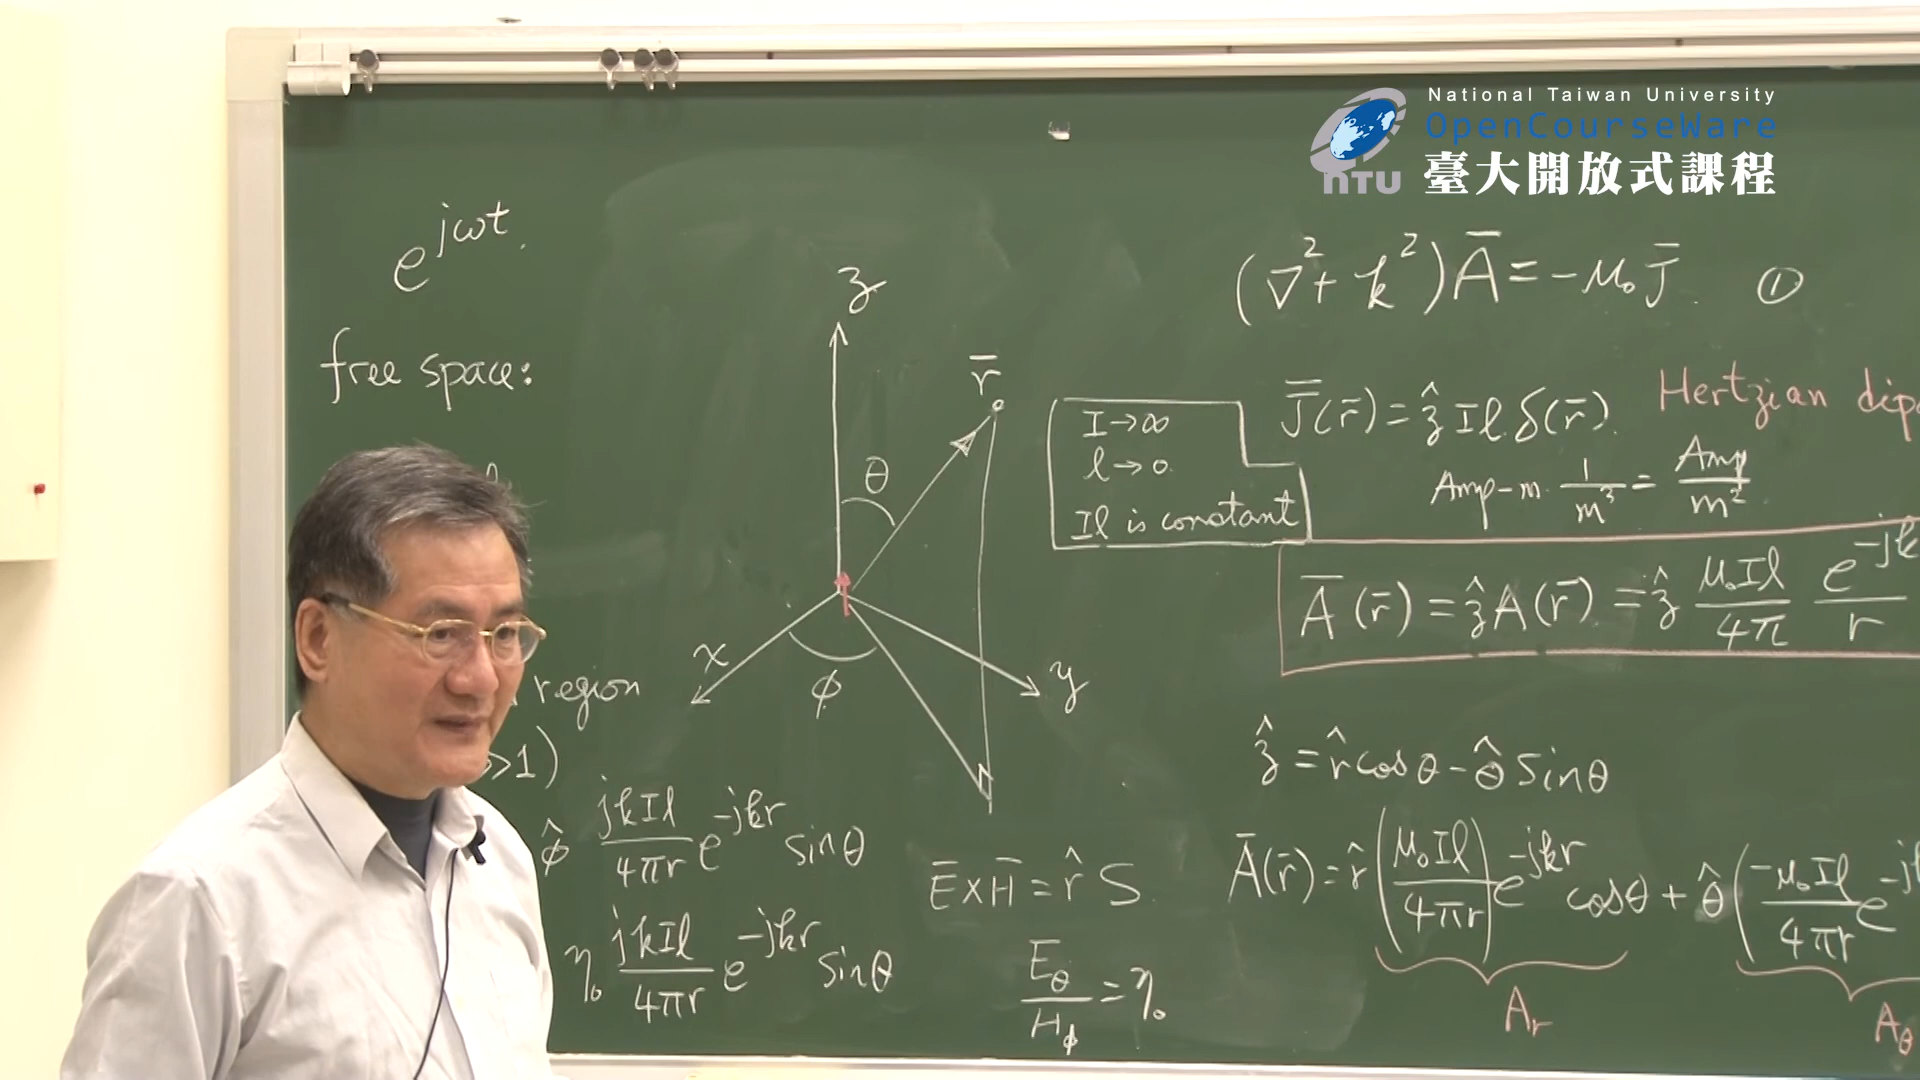 National Taiwan University
OpenCourseWare
臺大開放式課程
NTU
e^{jωt}.
free space:
region
>>1)
φ̂ jkIl/4πr e^{-jkr} sinθ
η₀ jkIl/4πr e^{-jkr} sinθ
z
r̄
θ
x
φ
y
I→∞
l→0
Il is constant
Ē×H̄ = r̂ S
E_θ/H_φ = η₀
(∇²+k²)Ā = -μ₀J̄. ①
J̄(r̄) = ẑ Il δ(r̄). Hertzian
Amp-m · 1/m³ = Amp/m²
Ā(r̄) = ẑA(r̄) = ẑ μ₀Il/4π e^{-jk/r
ẑ = r̂cosθ - θ̂ sinθ
Ā(r̄) = r̂ (μ₀Il/4πr) e^{-jkr} cosθ + θ̂ (-μ₀Il/4πr e^{-j
A_r
A_θ